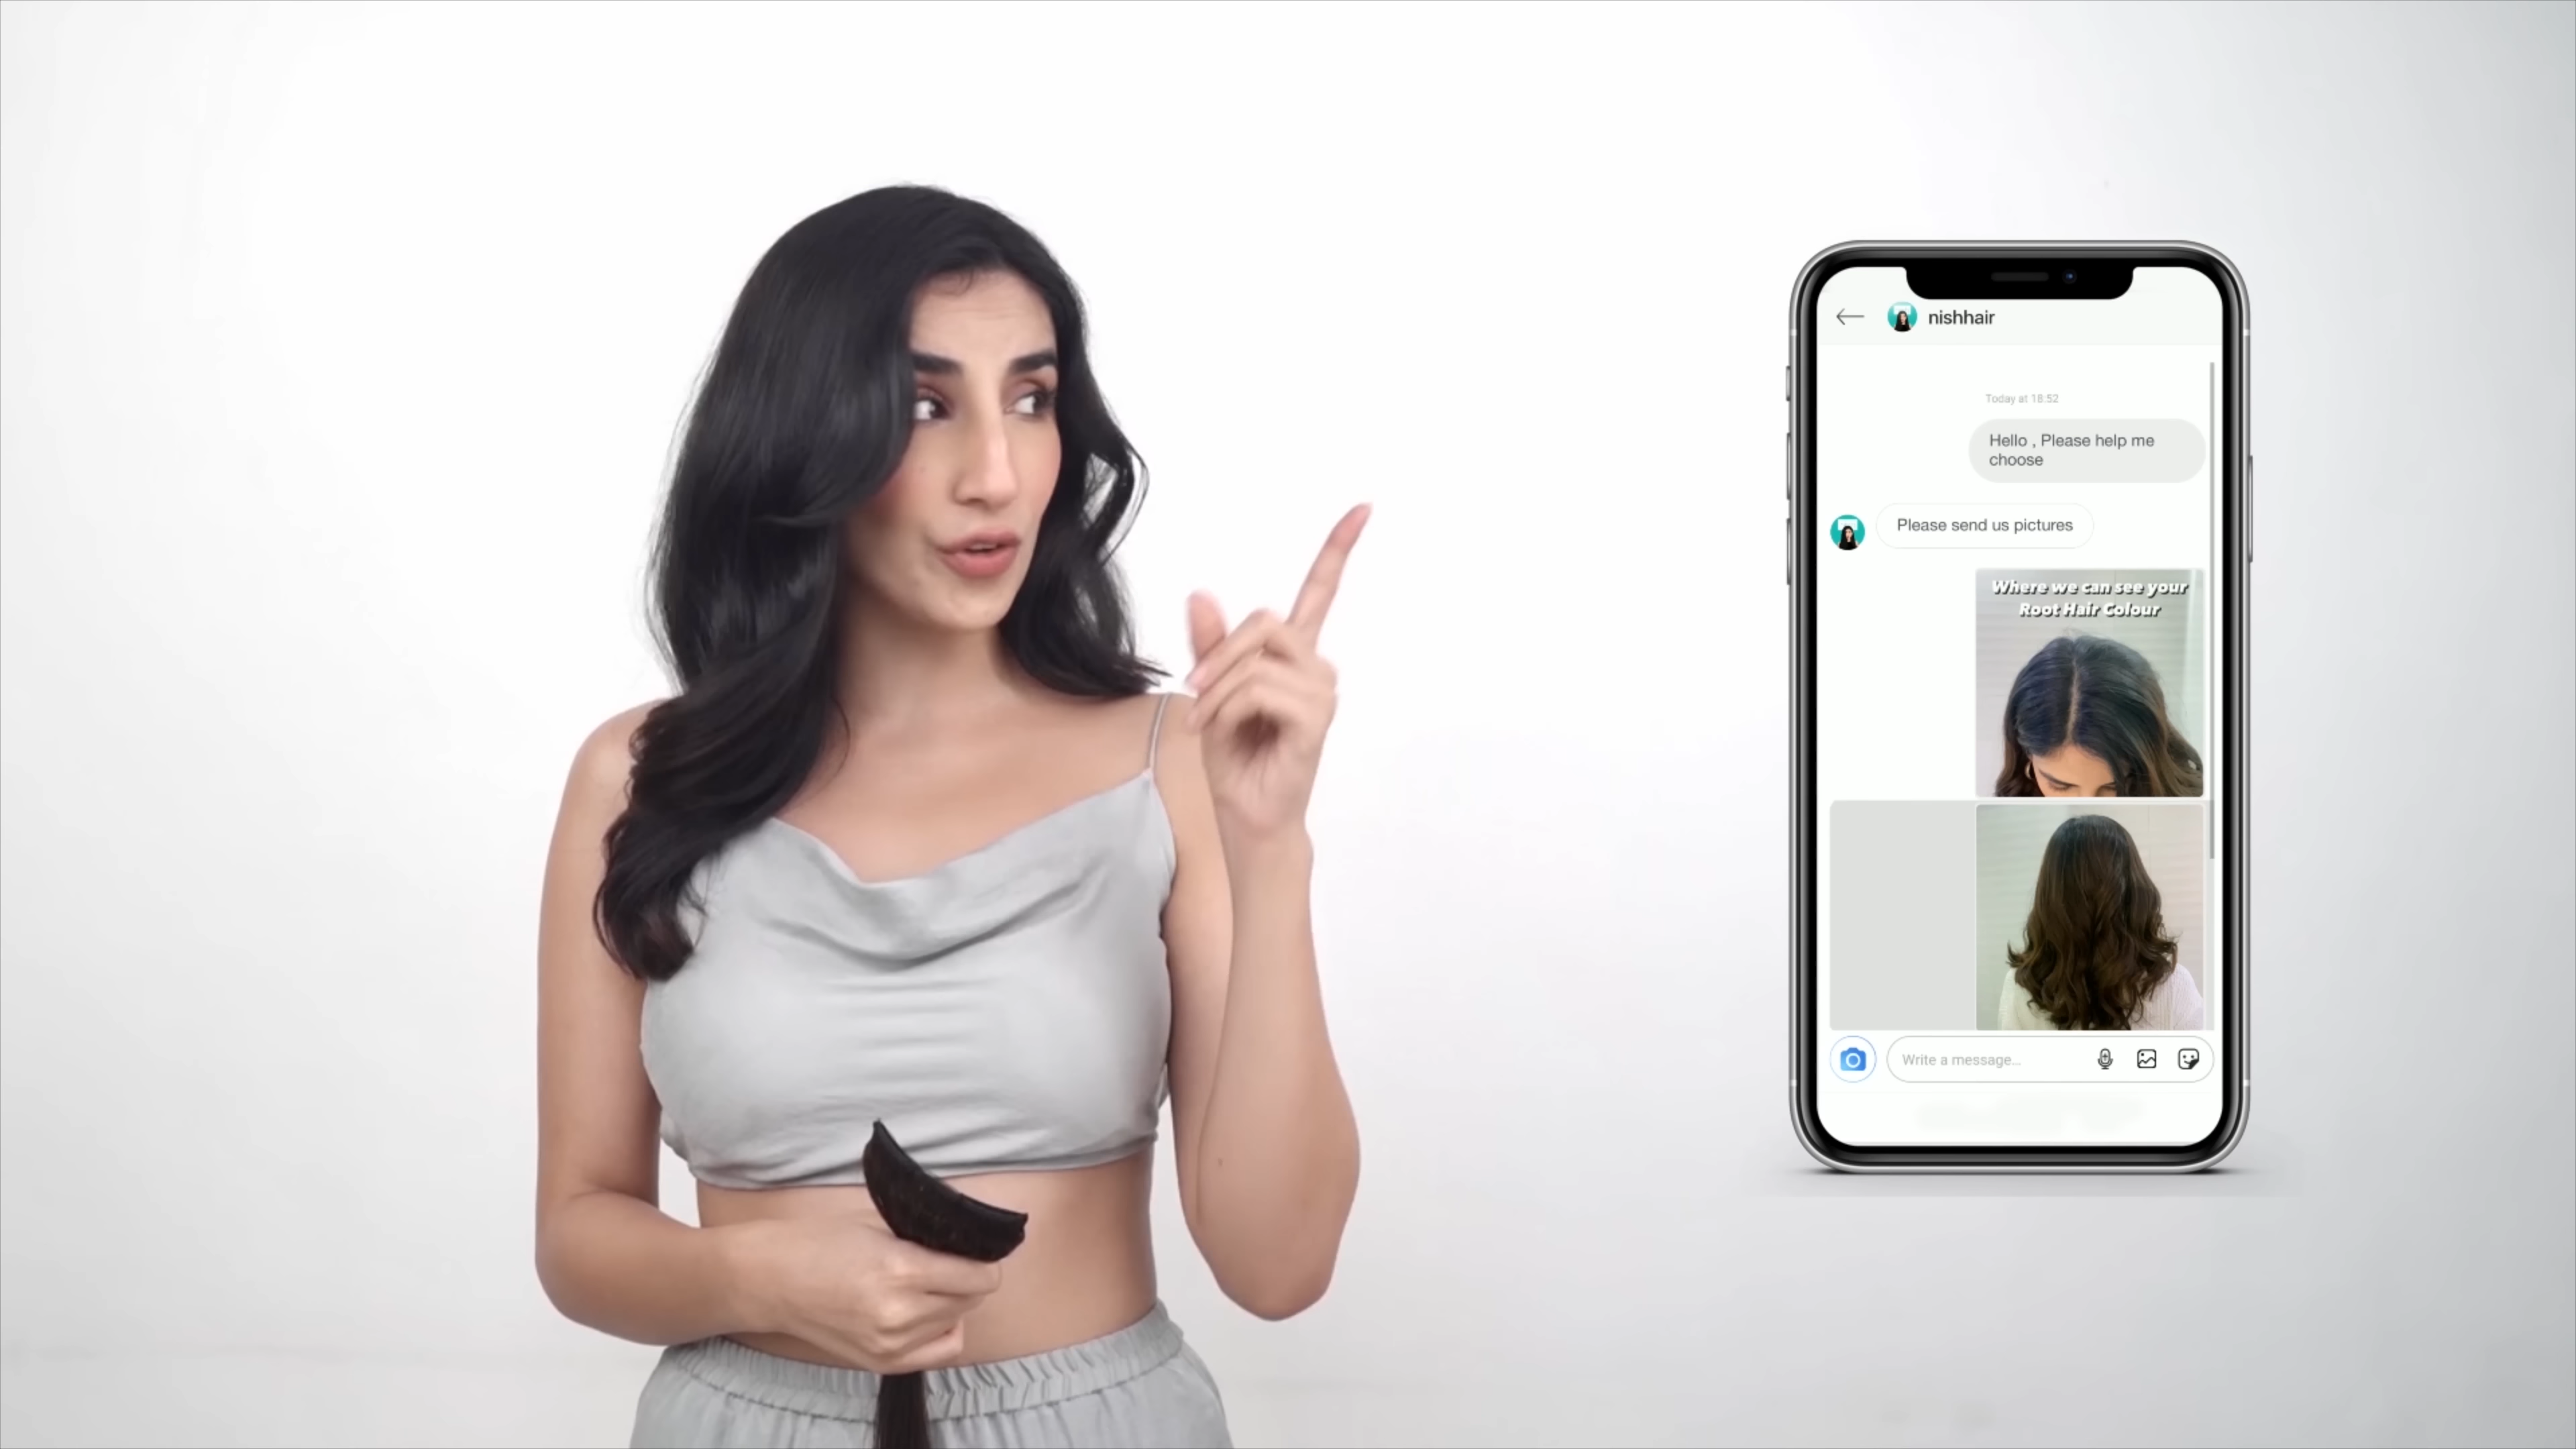 nishhair
Today at 18:52
Hello , Please help me
choose
Please send us pictures
Where we can see your
Root Hair Colour
Write a message...